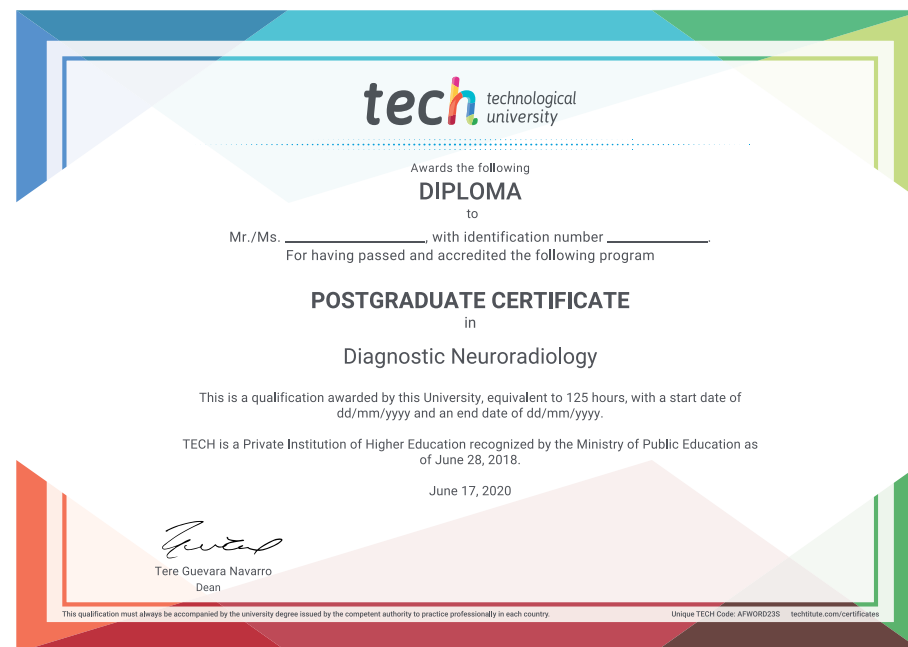 tech technological
university
Awards the following
DIPLOMA
to
Mr./Ms. ____________________, with identification number ______________.
For having passed and accredited the following program
POSTGRADUATE CERTIFICATE
in
Diagnostic Neuroradiology
This is a qualification awarded by this University, equivalent to 125 hours, with a start date of
dd/mm/yyyy and an end date of dd/mm/yyyy.
TECH is a Private Institution of Higher Education recognized by the Ministry of Public Education as
of June 28, 2018.
June 17, 2020
Tere Guevara Navarro
Dean
This qualification must always be accompanied by the university degree issued by the competent authority to practice professionally in each country. Unique TECH Code: AFWORD23S techtitute.com/certificates